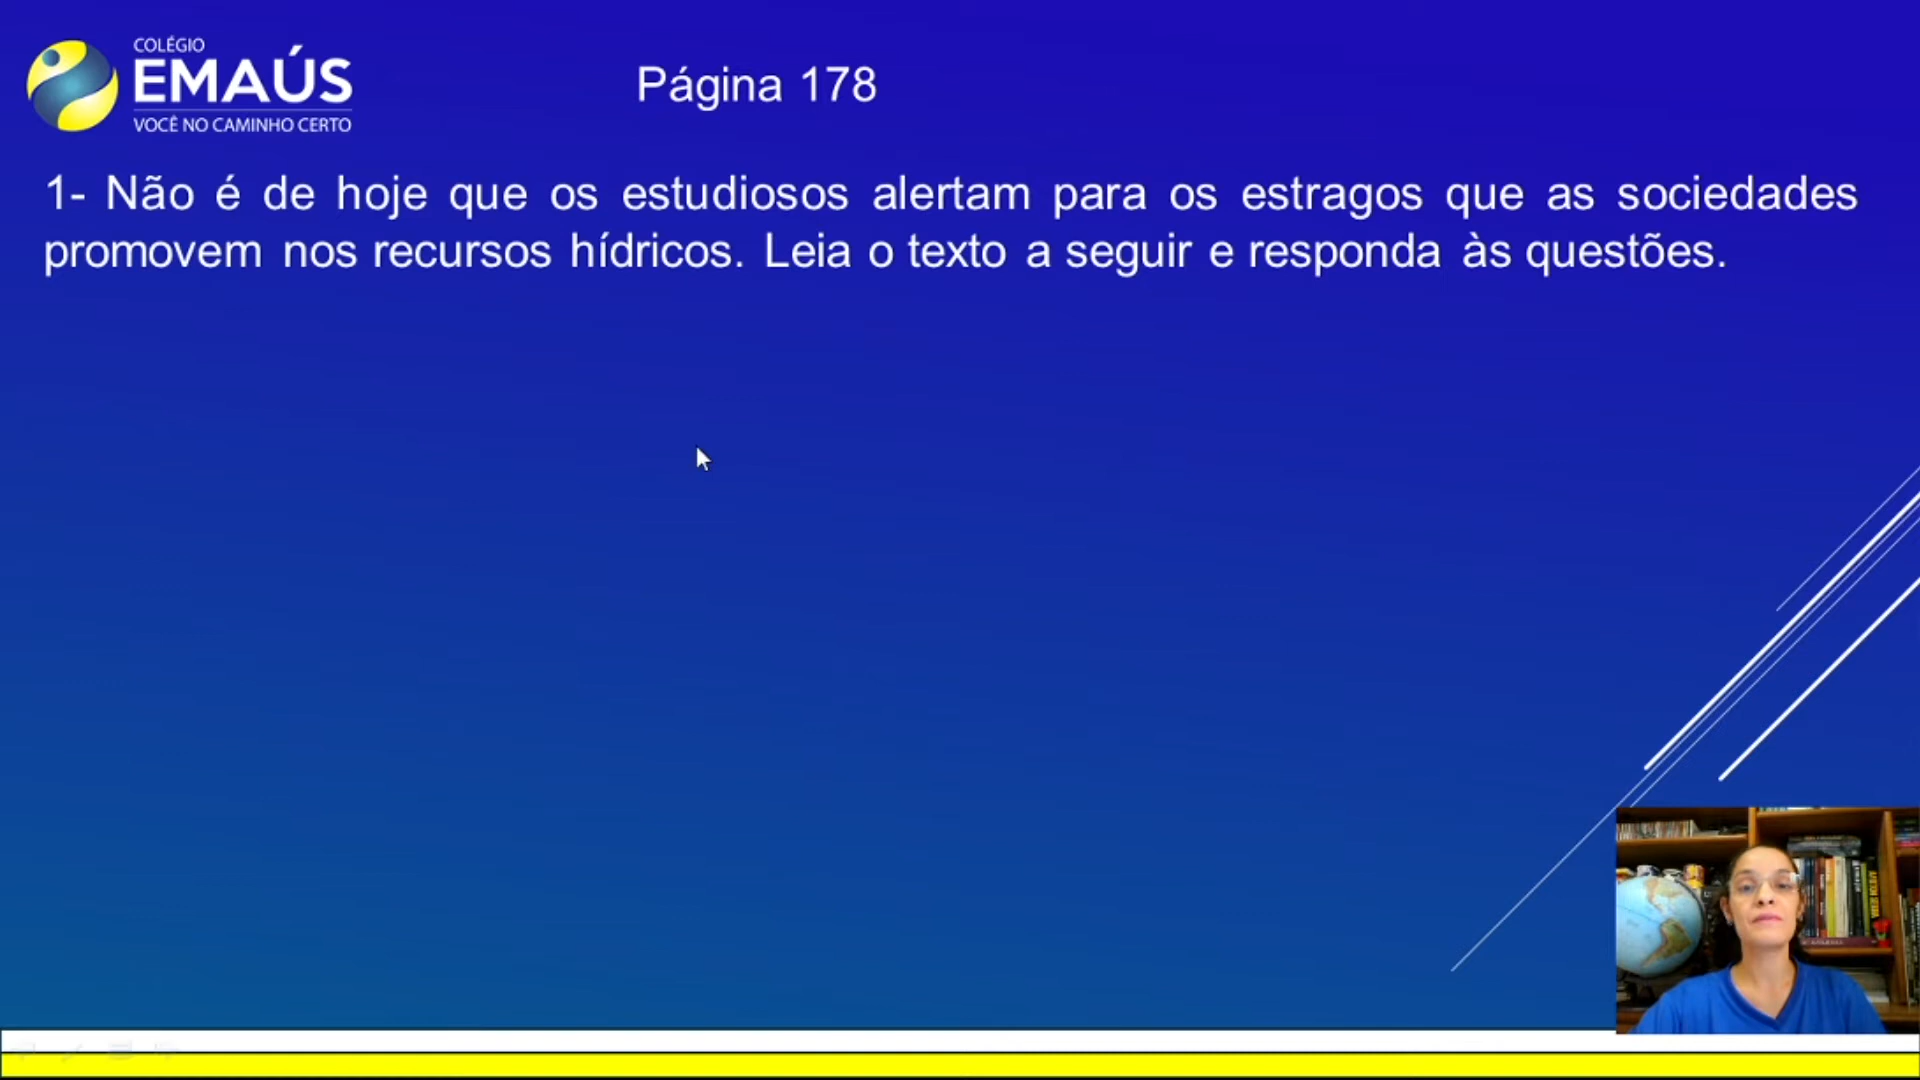 COLÉGIO
EMAÚS
VOCÊ NO CAMINHO CERTO
Página 178
1- Não é de hoje que os estudiosos alertam para os estragos que as sociedades
promovem nos recursos hídricos. Leia o texto a seguir e responda às questões.